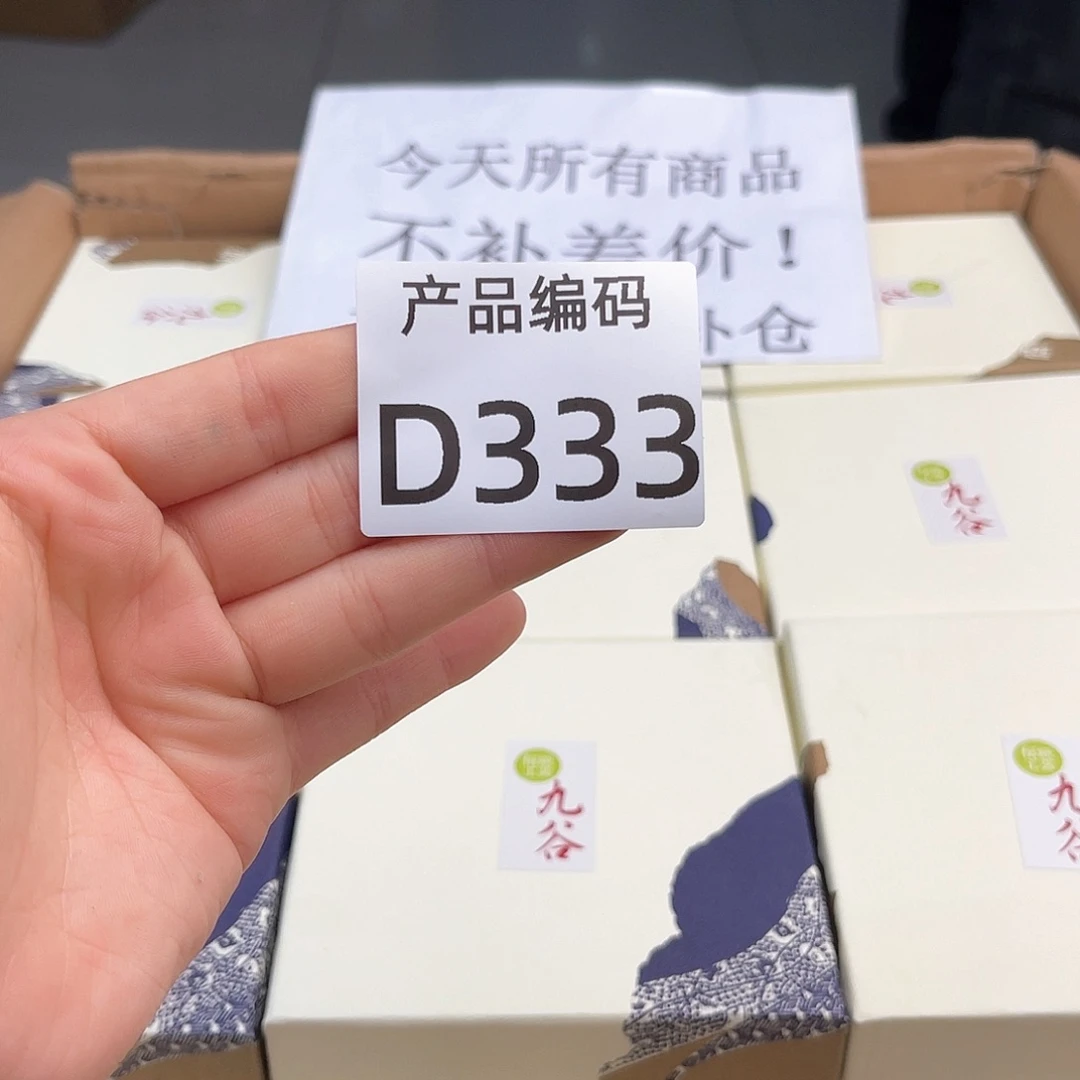 今天所有商品
不补差价！
补仓
产品编码
D333
九谷
九谷
九谷